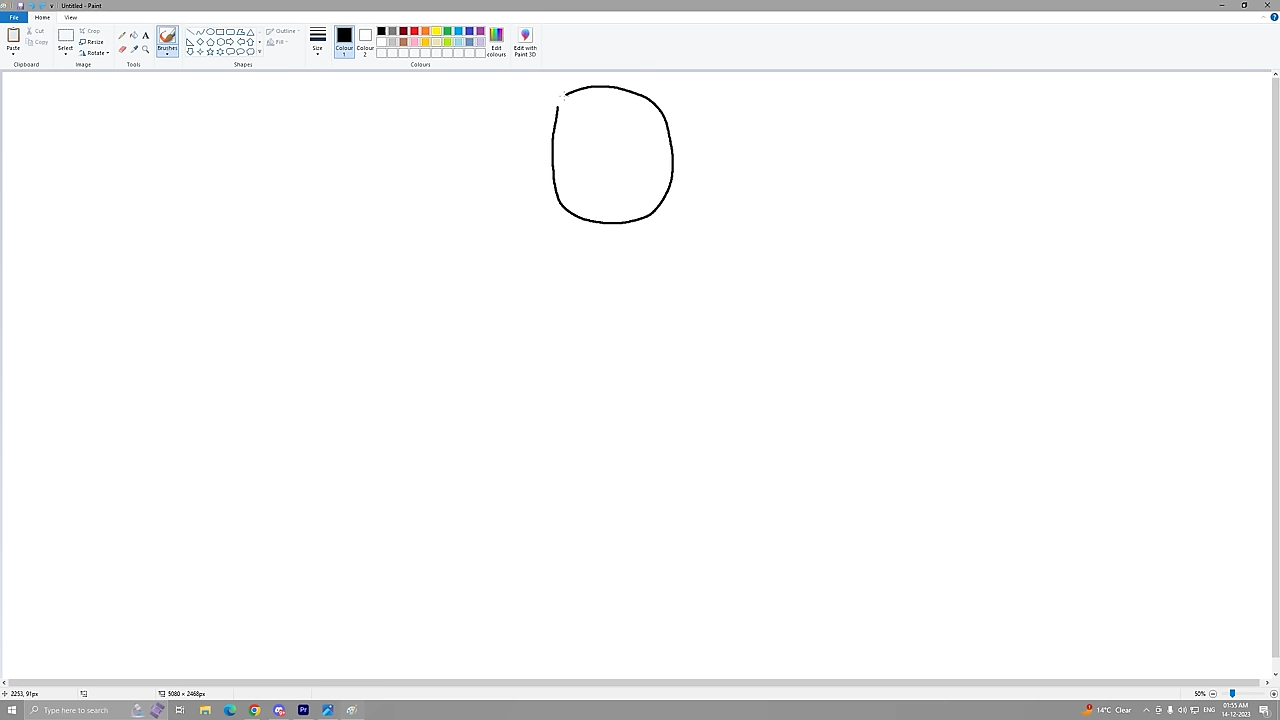 Untitled - Paint
File Home View
Paste
Cut
Copy
Clipboard
Select
Crop
Resize
Rotate
Image
Tools
Brushes
Shapes
Outline
Fill
Size
Colour 1
Colour 2
Colours
Edit colours
Edit with Paint 3D
2253, 91px
5080 × 2468px
50%
Type here to search
Pr
14°C Clear
ENG
01:55 AM
14-12-2023